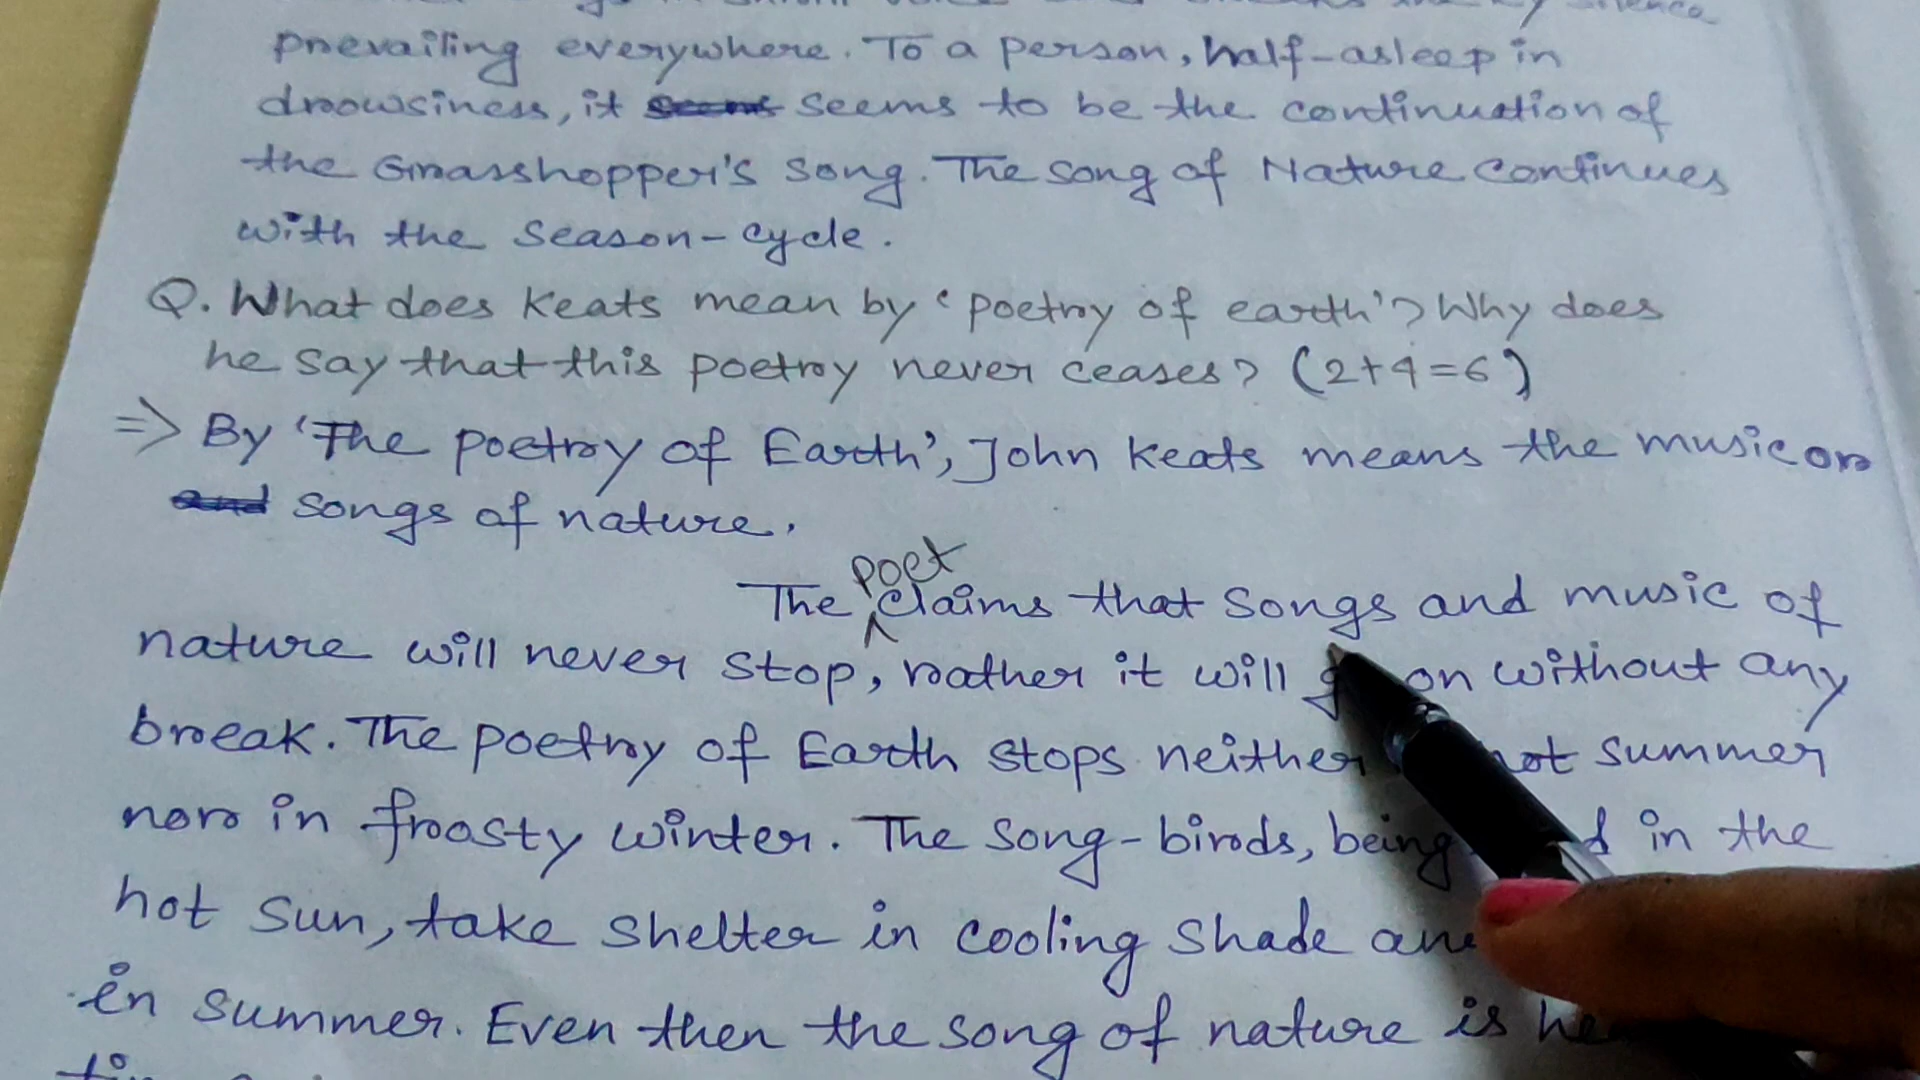 silence
prevailing everywhere. To a person, half-asleep in
drowsiness, it seems to be the continuation of
the Grasshopper's song. The song of Nature continues
with the season-cycle.
Q. What does Keats mean by 'poetry of earth'? Why does
he say that this poetry never ceases? (2+4=6)
⇒ By 'The poetry of Earth', John Keats means the music or
songs of nature.
poet
The claims that songs and music of
nature will never stop, rather it will on without any
break. The poetry of Earth stops neither hot summer
nor in frosty winter. The song-birds, being in the
hot sun, take shelter in cooling shade
in summer. Even then the song of nature is